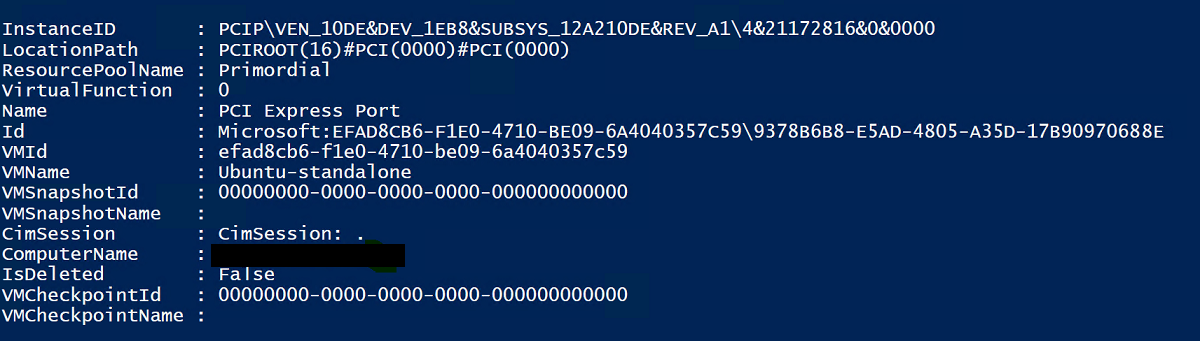 InstanceID : PCIP\VEN_10DE&DEV_1EB8&SUBSYS_12A210DE&REV_A1\4&21172816&0&0000
LocationPath : PCIROOT(16)#PCI(0000)#PCI(0000)
ResourcePoolName : Primordial
VirtualFunction : 0
Name : PCI Express Port
Id : Microsoft:EFAD8CB6-F1E0-4710-BE09-6A4040357C59\9378B6B8-E5AD-4805-A35D-17B90970688E
VMId : efad8cb6-f1e0-4710-be09-6a4040357c59
VMName : Ubuntu-standalone
VMSnapshotId : 00000000-0000-0000-0000-000000000000
VMSnapshotName :
CimSession : CimSession: .
ComputerName :
IsDeleted : False
VMCheckpointId : 00000000-0000-0000-0000-000000000000
VMCheckpointName :